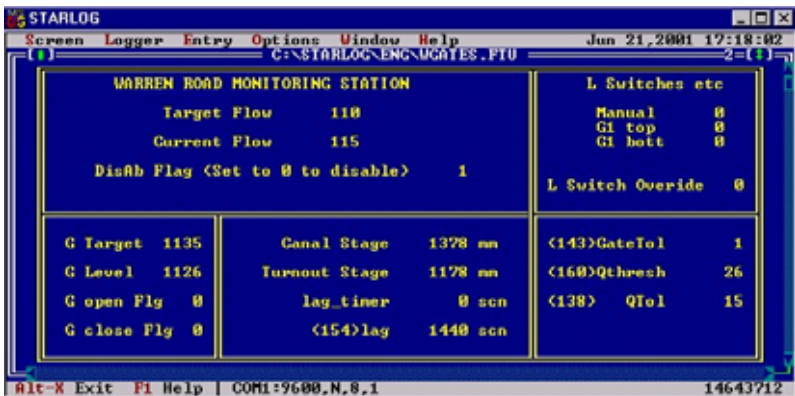 STARLOG
Screen Logger Entry Options Window Help Jun 21,2001 17:18:02
C:\STARLOG\ENG\WGATES.FTU 2
WARREN ROAD MONITORING STATION
Target Flow 110
Current Flow 115
DisAb Flag (Set to 0 to disable) 1
L Switches etc
Manual 0
G1 top 0
G1 bott 0
L Switch Overide 0
G Target 1135
G Level 1126
G open Flg 0
G close Flg 0
Canal Stage 1378 mm
Turnout Stage 1178 mm
lag_timer 0 scn
(154)lag 1440 scn
(143)GateTol 1
(160)Qthresh 26
(138) QTol 15
Alt-X Exit F1 Help | COM1:9600,N,8,1 14643712